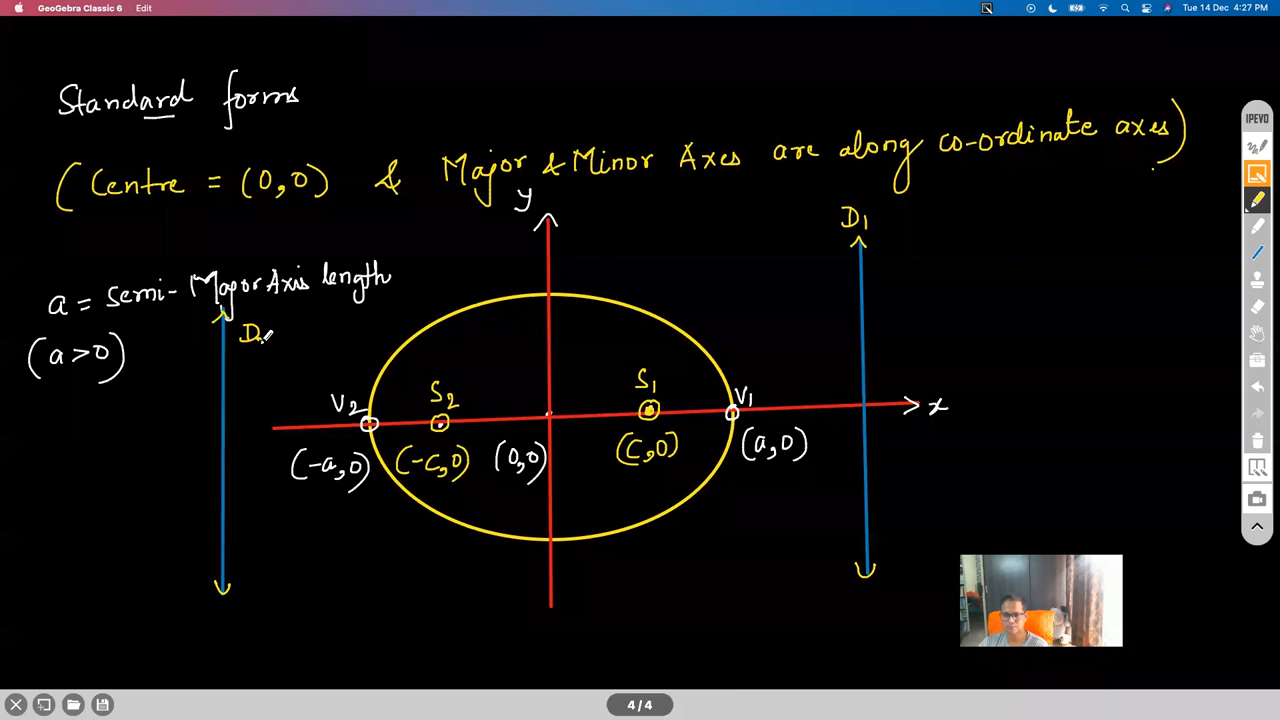 GeoGebra Classic 6 Edit
Tue 14 Dec 4:27 PM
IPEVO
Standard forms
(Centre = (0,0) & Major & Minor Axes are along co-ordinate axes)
y
D1
a = Semi-Major Axis length
D
(a>0)
V2 S2 S1 V1
x
(-a,0) (-c,0) (0,0) (c,0) (a,0)
4/4